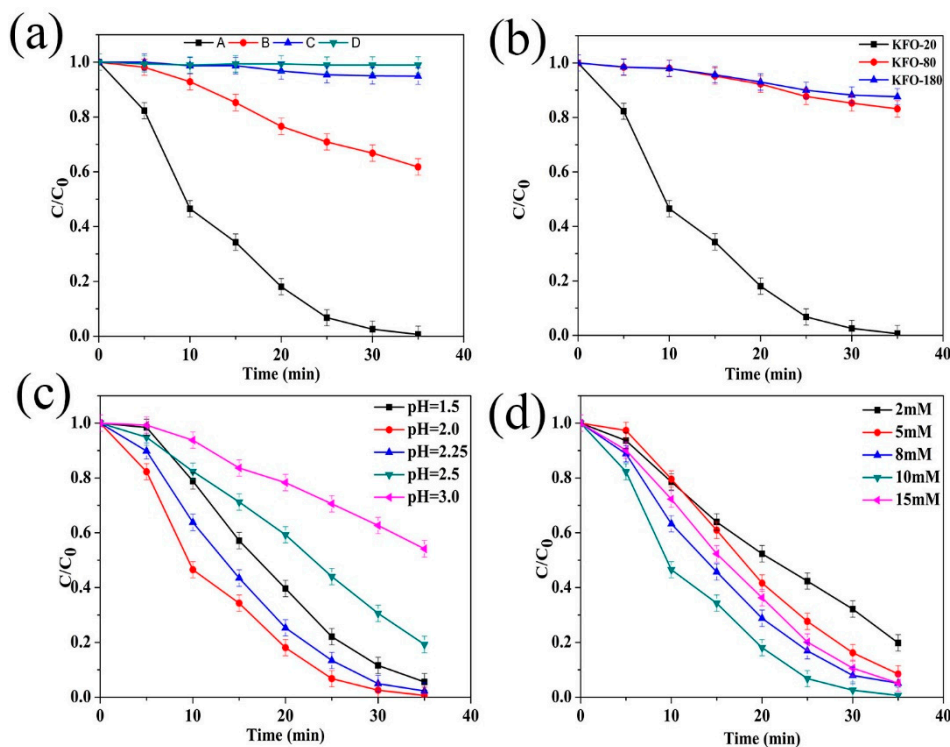 (a)
A B C D
C/C0
1.0
0.8
0.6
0.4
0.2
0.0
0 10 20 30 40
Time (min)
(b)
KFO-20
KFO-80
KFO-180
C/C0
1.0
0.8
0.6
0.4
0.2
0.0
0 10 20 30 40
Time (min)
(c)
pH=1.5
pH=2.0
pH=2.25
pH=2.5
pH=3.0
C/C0
1.0
0.8
0.6
0.4
0.2
0.0
0 10 20 30 40
Time (min)
(d)
2mM
5mM
8mM
10mM
15mM
C/C0
1.0
0.8
0.6
0.4
0.2
0.0
0 10 20 30 40
Time (min)